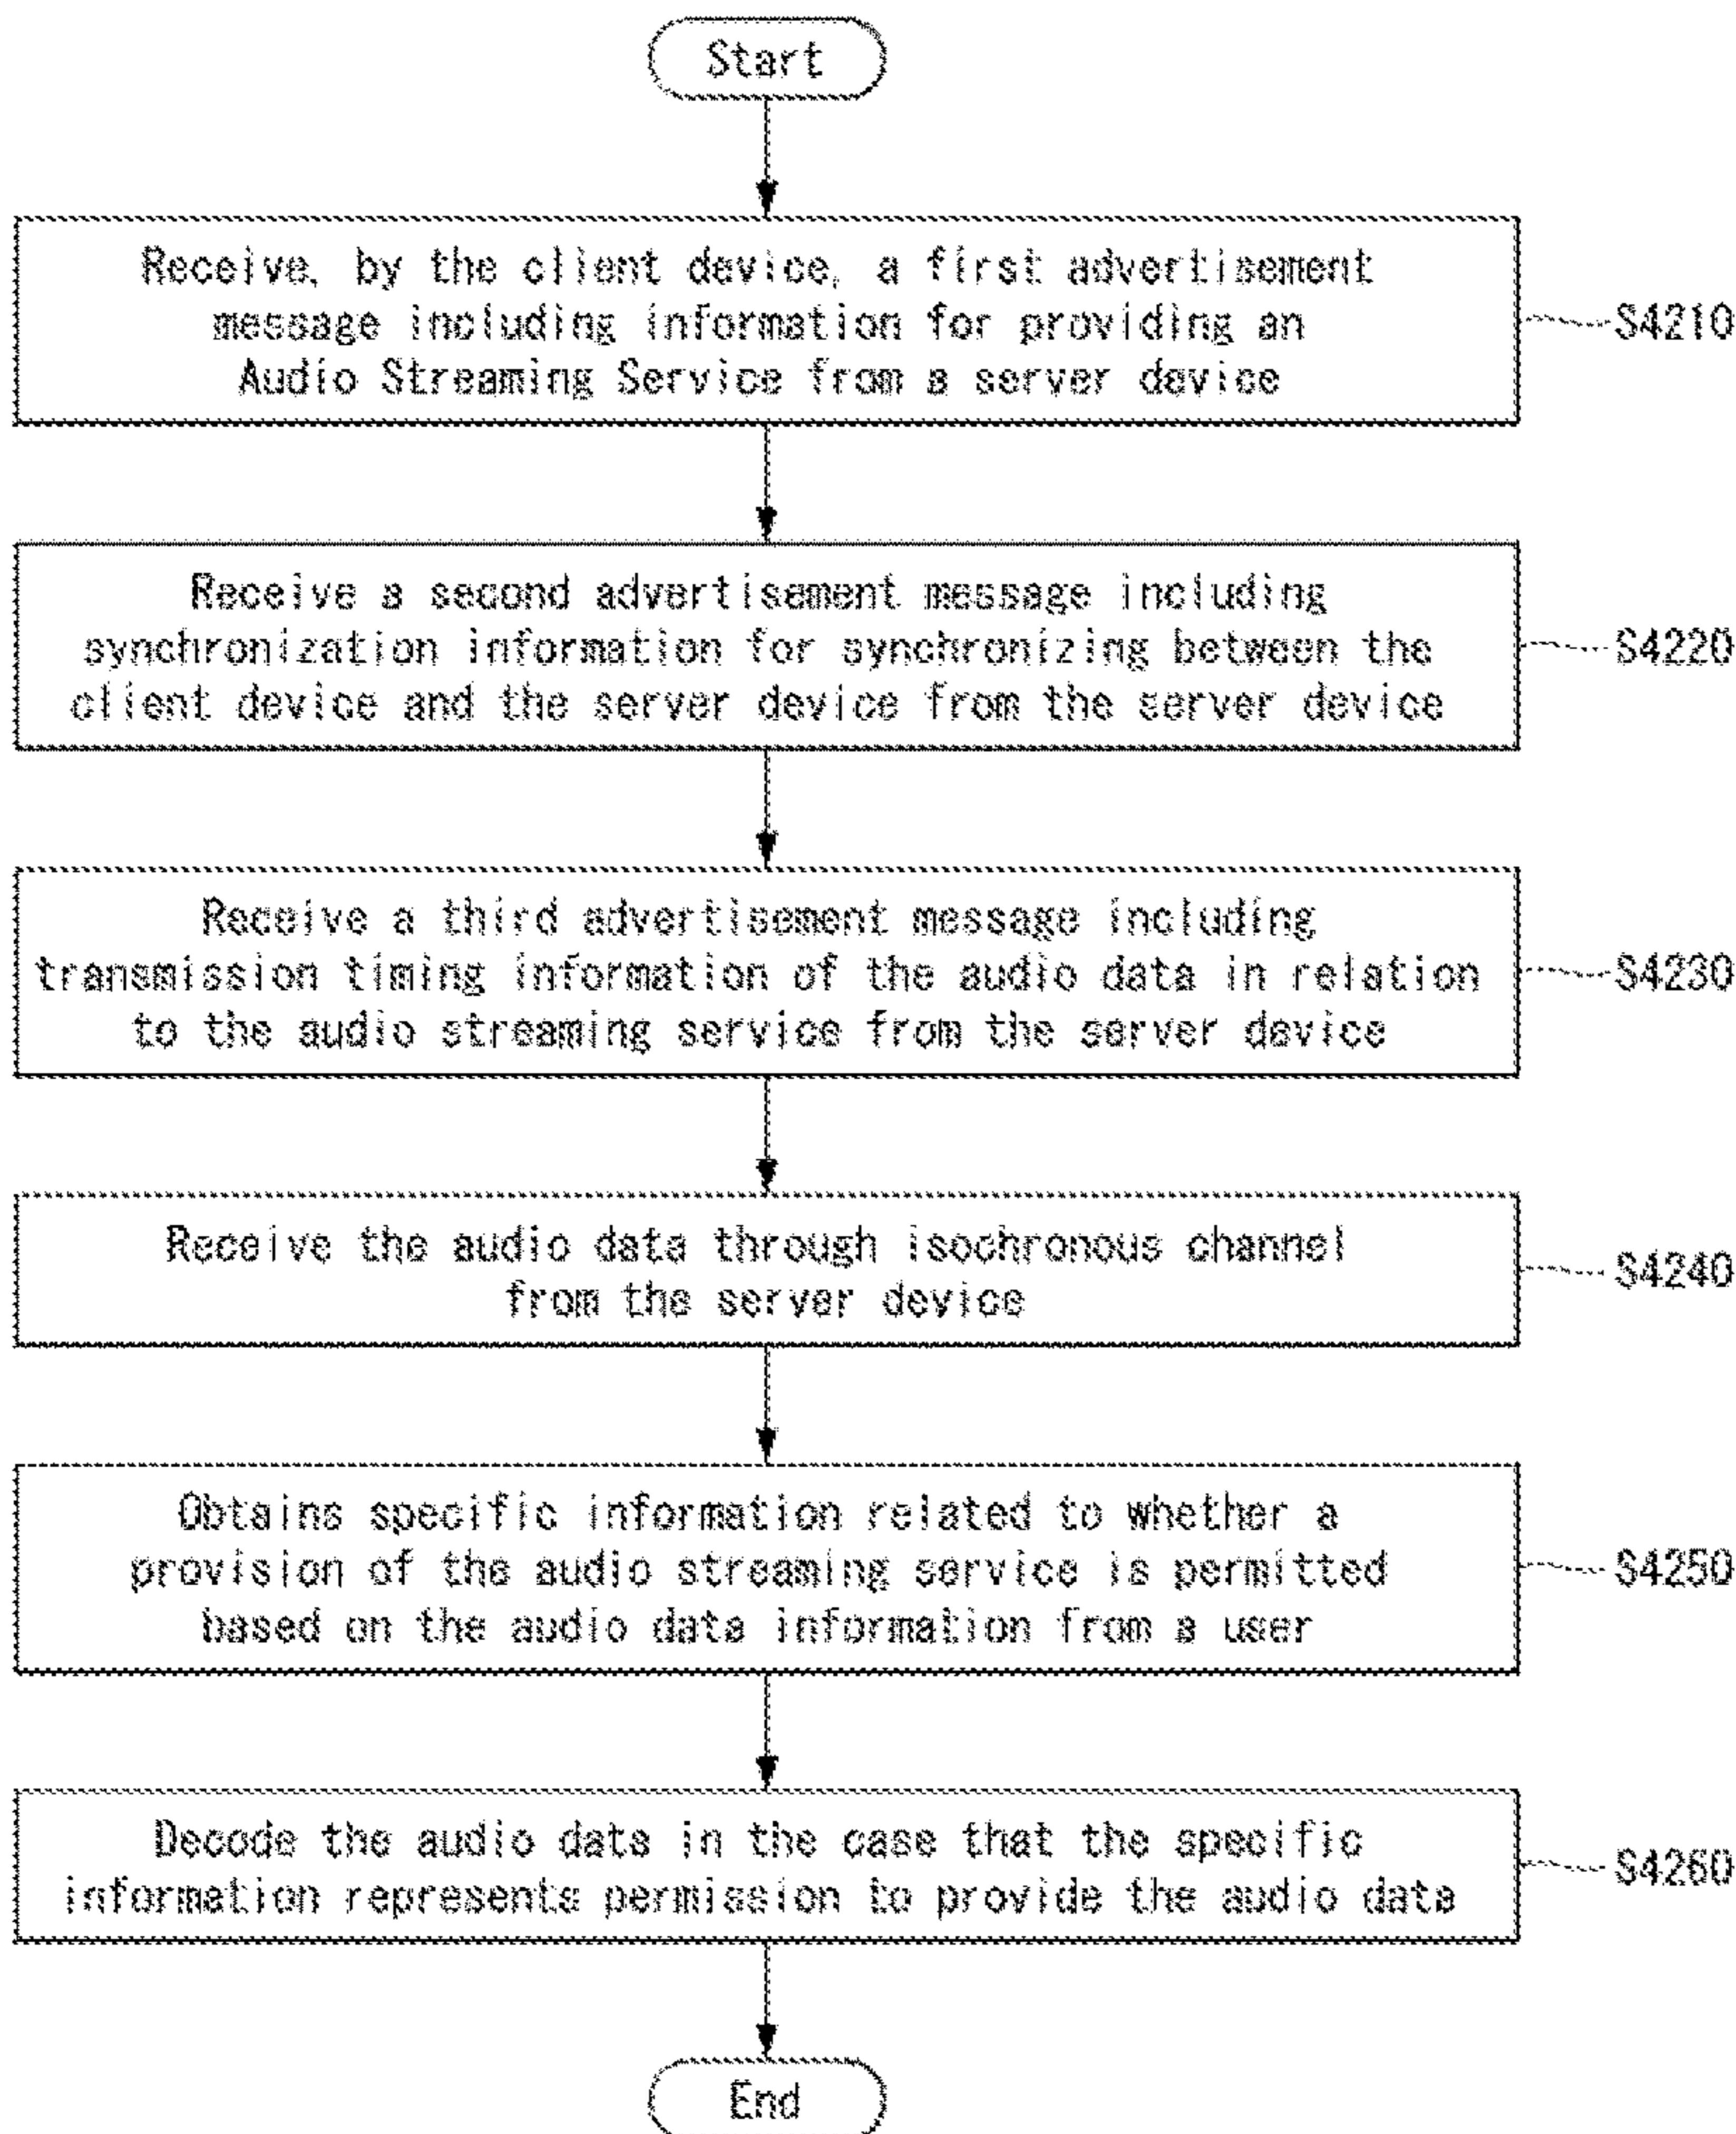 Start
Receive, by the client device, a first advertisement
message including information for providing an
Audio Streaming Service from a server device
S4210
Receive a second advertisement message including
synchronization information for synchronizing between the
client device and the server device from the server device
S4220
Receive a third advertisement message including
transmission timing information of the audio data in relation
to the audio streaming service from the server device
S4230
Receive the audio data through isochronous channel
from the server device
S4240
Obtains specific information related to whether a
provision of the audio streaming service is permitted
based on the audio data information from a user
S4250
Decode the audio data in the case that the specific
information represents permission to provide the audio data
S4260
End